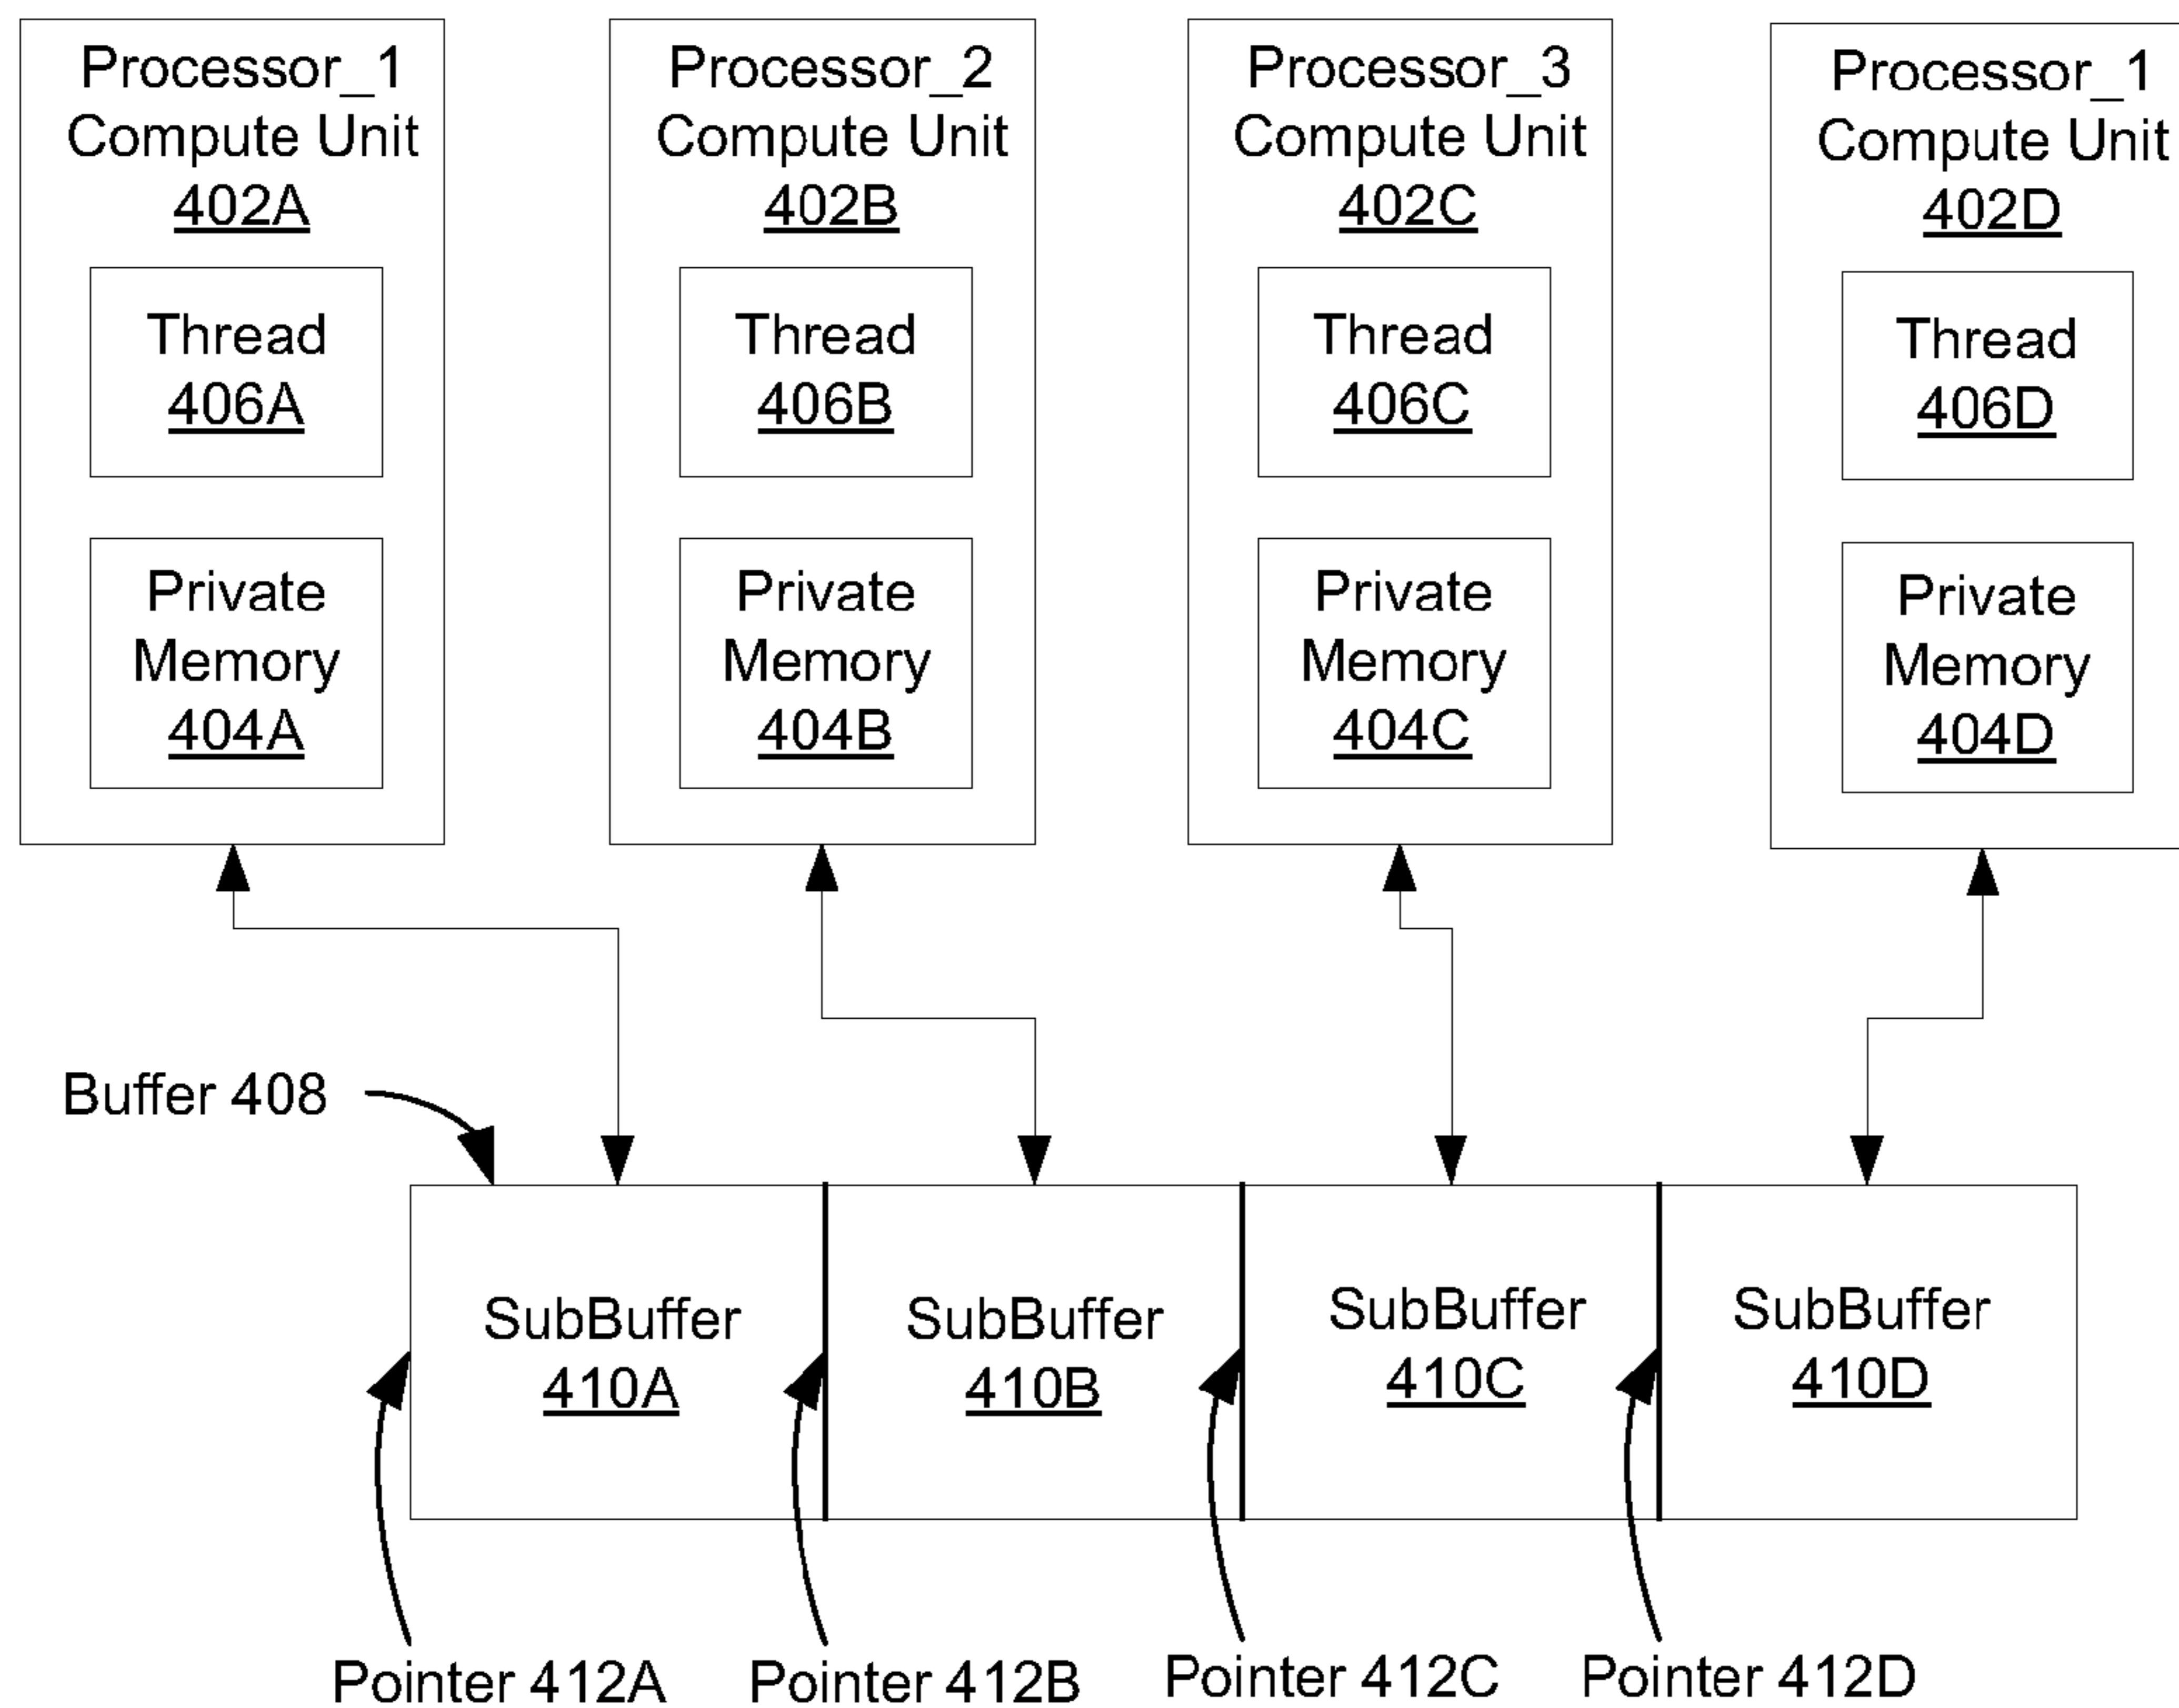 Processor_1
Compute Unit
402A
Thread
406A
Private
Memory
404A
Processor_2
Compute Unit
402B
Thread
406B
Private
Memory
404B
Processor_3
Compute Unit
402C
Thread
406C
Private
Memory
404C
Processor_1
Compute Unit
402D
Thread
406D
Private
Memory
404D
Buffer 408
SubBuffer
410A
SubBuffer
410B
SubBuffer
410C
SubBuffer
410D
Pointer 412A
Pointer 412B
Pointer 412C
Pointer 412D